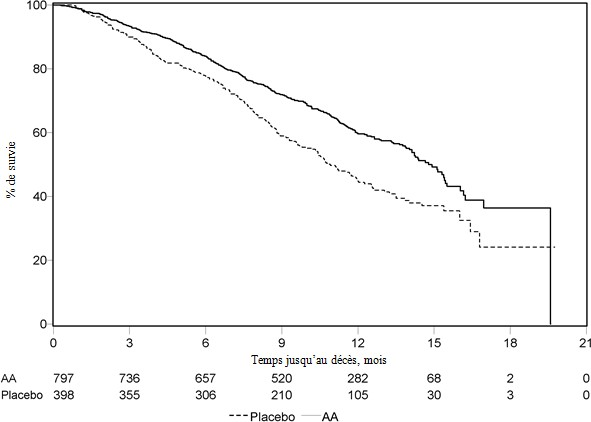 100
80
60
40
20
0
% de survie
0 3 6 9 12 15 18 21
Temps jusqu’au décès, mois
AA 797 736 657 520 282 68 2 0
Placebo 398 355 306 210 105 30 3 0
Placebo AA